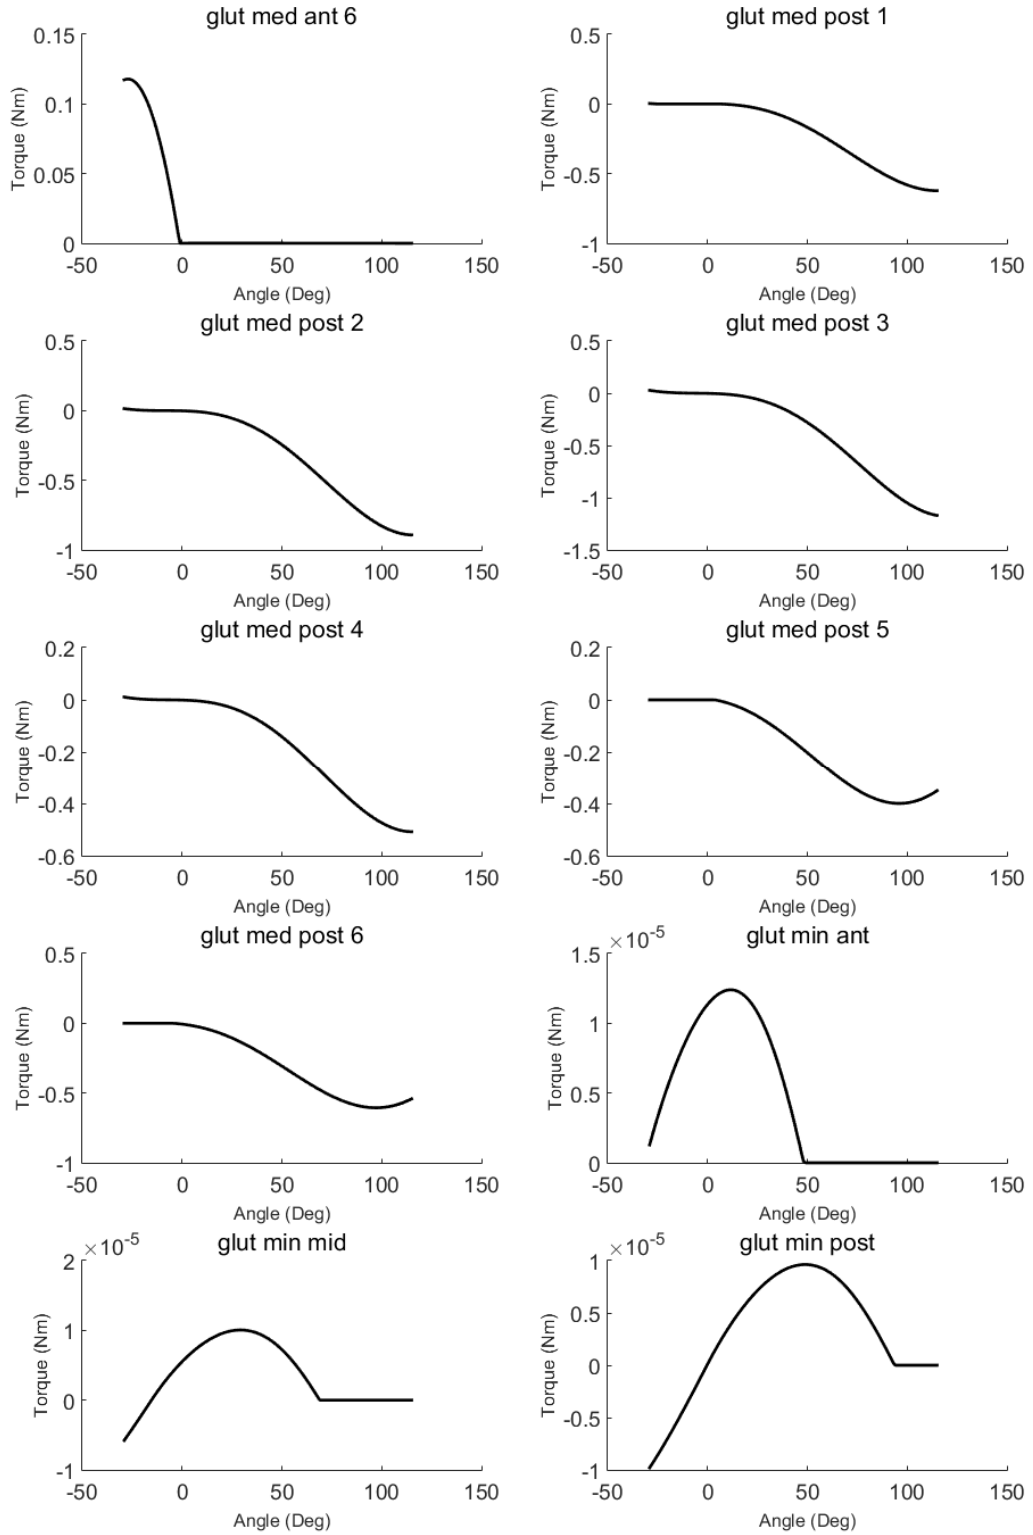 glut med ant 6
0.15
0.1
0.05
0
Torque (Nm)
-50 0 50 100 150
Angle (Deg)
glut med post 1
0.5
0
-0.5
-1
Torque (Nm)
-50 0 50 100 150
Angle (Deg)
glut med post 2
0.5
0
-0.5
-1
Torque (Nm)
-50 0 50 100 150
Angle (Deg)
glut med post 3
0.5
0
-0.5
-1
-1.5
Torque (Nm)
-50 0 50 100 150
Angle (Deg)
glut med post 4
0.2
0
-0.2
-0.4
-0.6
Torque (Nm)
-50 0 50 100 150
Angle (Deg)
glut med post 5
0.2
0
-0.2
-0.4
-0.6
Torque (Nm)
-50 0 50 100 150
Angle (Deg)
glut med post 6
0.5
0
-0.5
-1
Torque (Nm)
-50 0 50 100 150
Angle (Deg)
glut min ant
×10⁻⁵
1.5
1
0.5
0
Torque (Nm)
-50 0 50 100 150
Angle (Deg)
glut min mid
×10⁻⁵
2
1
0
-1
Torque (Nm)
-50 0 50 100 150
Angle (Deg)
glut min post
×10⁻⁵
1
0.5
0
-0.5
-1
Torque (Nm)
-50 0 50 100 150
Angle (Deg)